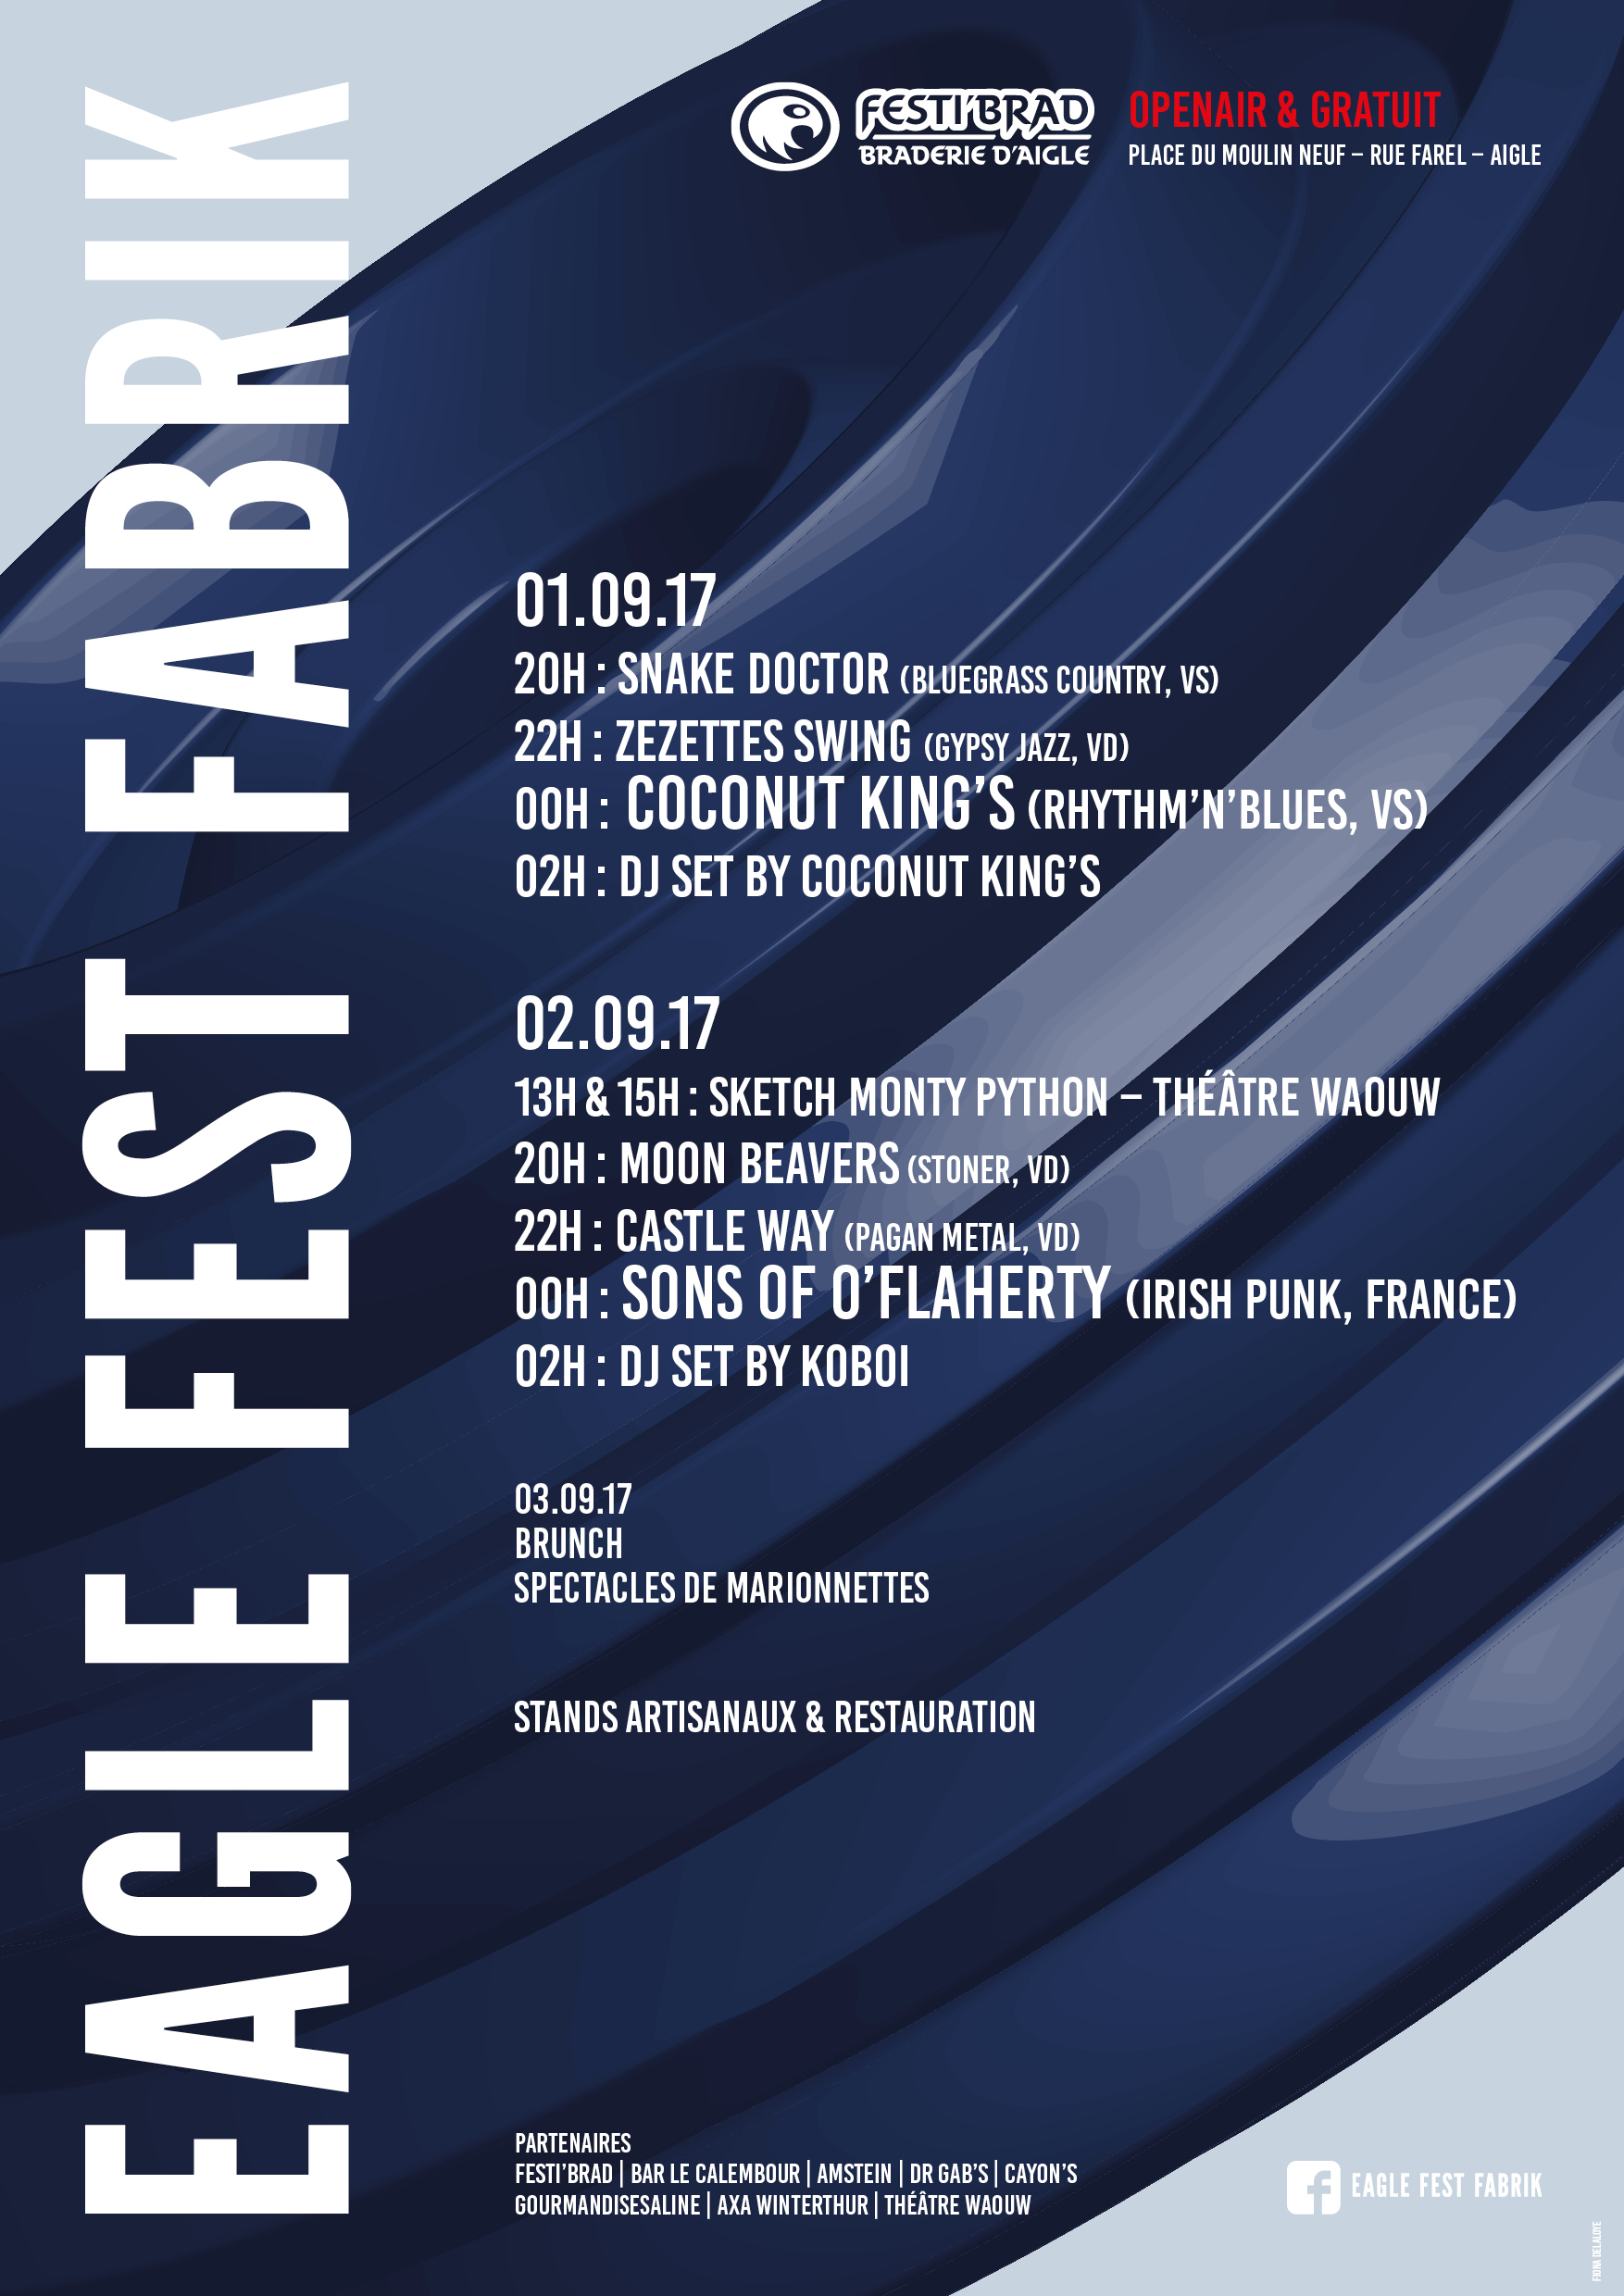 EAGLE FEST FABRIK
FESTI'BRAD
BRADERIE D'AIGLE
OPENAIR & GRATUIT
PLACE DU MOULIN NEUF – RUE FAREL – AIGLE
01.09.17
20H : SNAKE DOCTOR (BLUEGRASS COUNTRY, VS)
22H : ZEZETTES SWING (GYPSY JAZZ, VD)
00H : COCONUT KING'S (RHYTHM'N'BLUES, VS)
02H : DJ SET BY COCONUT KING'S
02.09.17
13H & 15H : SKETCH MONTY PYTHON – THÉÂTRE WAOUW
20H : MOON BEAVERS (STONER, VD)
22H : CASTLE WAY (PAGAN METAL, VD)
00H : SONS OF O'FLAHERTY (IRISH PUNK, FRANCE)
02H : DJ SET BY KOBOI
03.09.17
BRUNCH
SPECTACLES DE MARIONNETTES
STANDS ARTISANAUX & RESTAURATION
PARTENAIRES
FESTI'BRAD | BAR LE CALEMBOUR | AMSTEIN | DR GAB'S | CAYON'S
GOURMANDISESALINE | AXA WINTERTHUR | THÉÂTRE WAOUW
EAGLE FEST FABRIK
FIONA DELALOYE